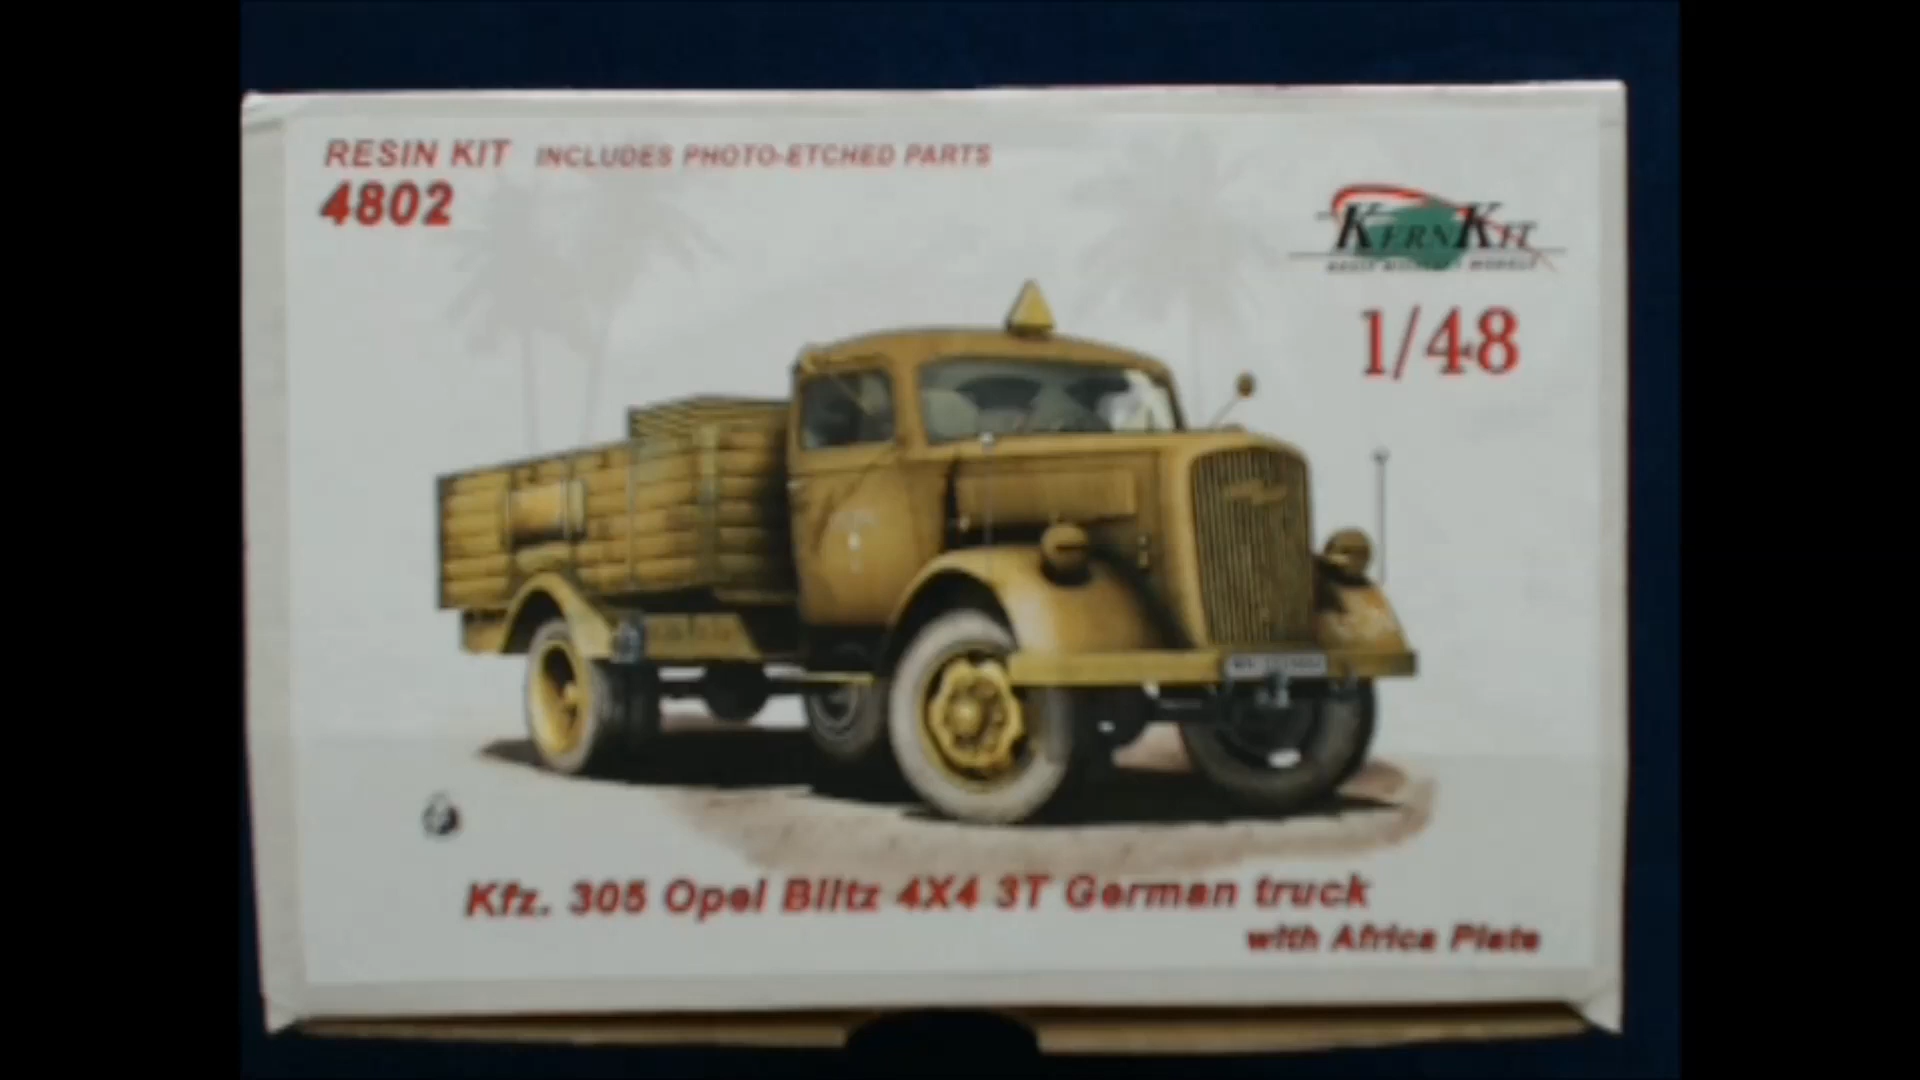 RESIN KIT INCLUDES PHOTO-ETCHED PARTS
4802
KERNKIT
1/48
Kfz. 305 Opel Blitz 4X4 3T German truck
with Africa Plate